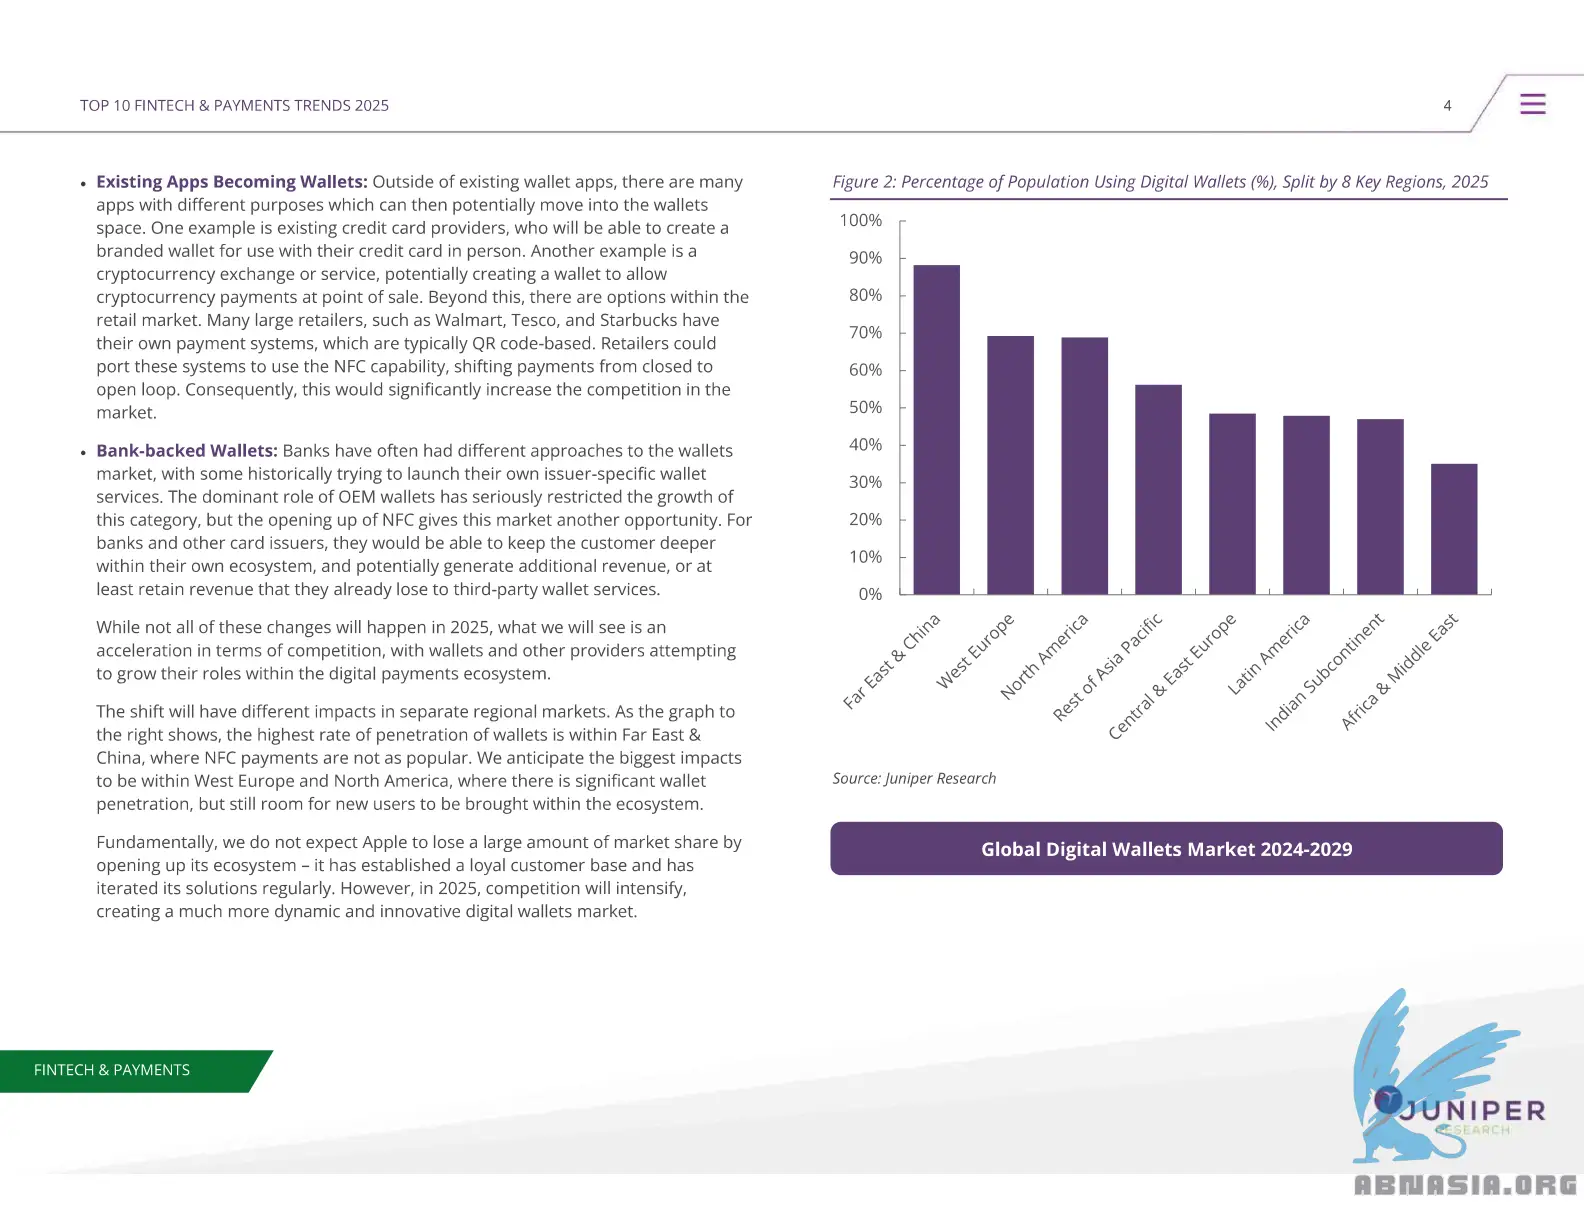 TOP 10 FINTECH & PAYMENTS TRENDS 2025
4
• Existing Apps Becoming Wallets: Outside of existing wallet apps, there are many
apps with different purposes which can then potentially move into the wallets
space. One example is existing credit card providers, who will be able to create a
branded wallet for use with their credit card in person. Another example is a
cryptocurrency exchange or service, potentially creating a wallet to allow
cryptocurrency payments at point of sale. Beyond this, there are options within the
retail market. Many large retailers, such as Walmart, Tesco, and Starbucks have
their own payment systems, which are typically QR code-based. Retailers could
port these systems to use the NFC capability, shifting payments from closed to
open loop. Consequently, this would significantly increase the competition in the
market.
• Bank-backed Wallets: Banks have often had different approaches to the wallets
market, with some historically trying to launch their own issuer-specific wallet
services. The dominant role of OEM wallets has seriously restricted the growth of
this category, but the opening up of NFC gives this market another opportunity. For
banks and other card issuers, they would be able to keep the customer deeper
within their own ecosystem, and potentially generate additional revenue, or at
least retain revenue that they already lose to third-party wallet services.
While not all of these changes will happen in 2025, what we will see is an
acceleration in terms of competition, with wallets and other providers attempting
to grow their roles within the digital payments ecosystem.
The shift will have different impacts in separate regional markets. As the graph to
the right shows, the highest rate of penetration of wallets is within Far East &
China, where NFC payments are not as popular. We anticipate the biggest impacts
to be within West Europe and North America, where there is significant wallet
penetration, but still room for new users to be brought within the ecosystem.
Fundamentally, we do not expect Apple to lose a large amount of market share by
opening up its ecosystem – it has established a loyal customer base and has
iterated its solutions regularly. However, in 2025, competition will intensify,
creating a much more dynamic and innovative digital wallets market.
Figure 2: Percentage of Population Using Digital Wallets (%), Split by 8 Key Regions, 2025
100%
90%
80%
70%
60%
50%
40%
30%
20%
10%
0%
Far East & China
West Europe
North America
Rest of Asia Pacific
Central & East Europe
Latin America
Indian Subcontinent
Africa & Middle East
Source: Juniper Research
Global Digital Wallets Market 2024-2029
FINTECH & PAYMENTS
JUNIPER
RESEARCH
ABNASIA.ORG